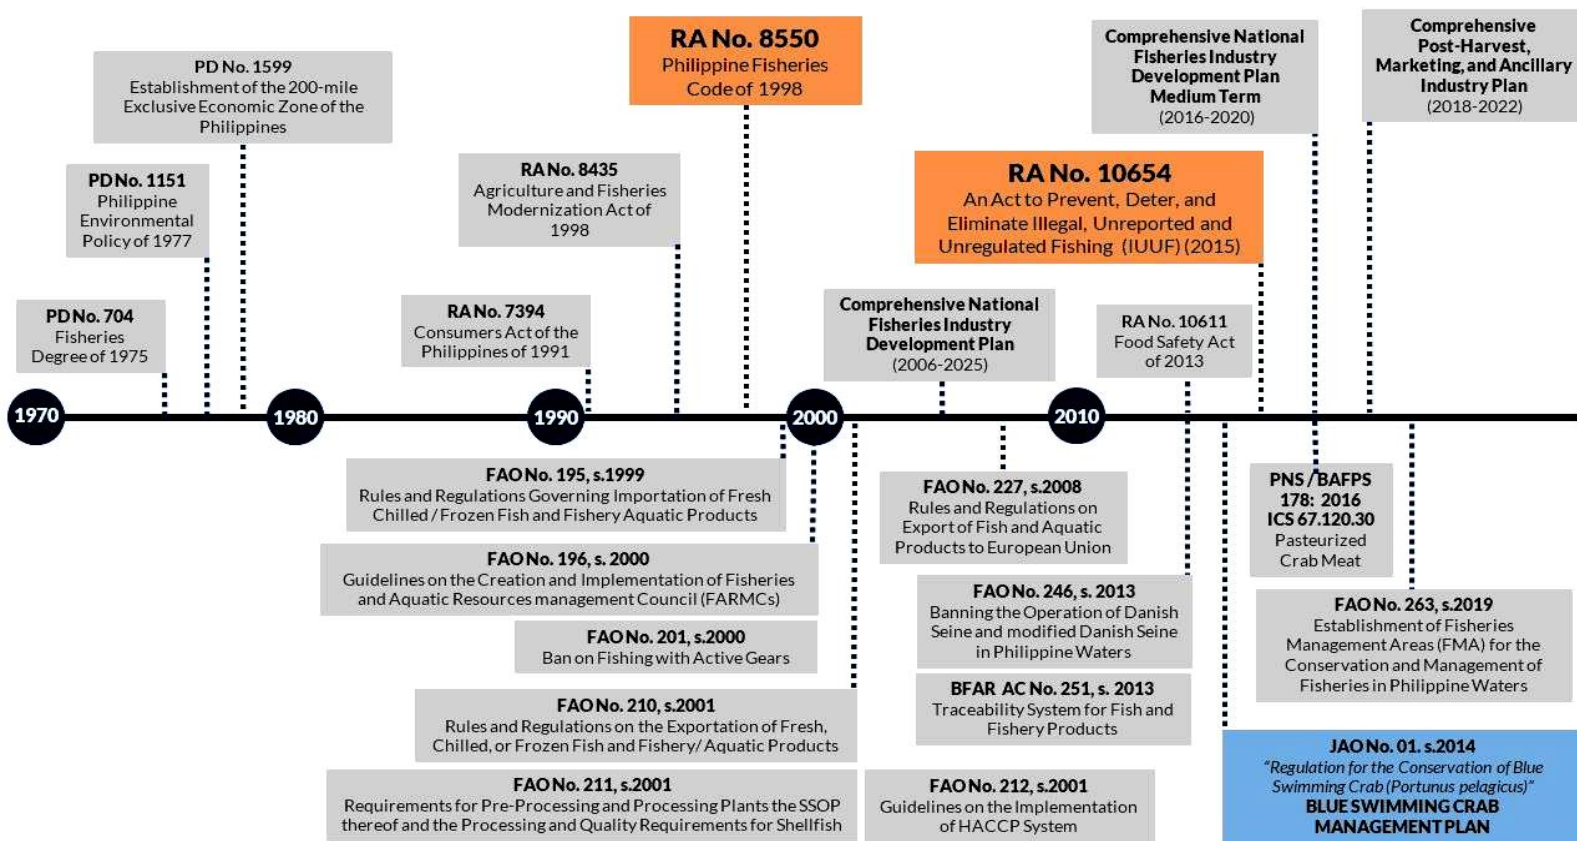 PD No. 1599
Establishment of the 200-mile
Exclusive Economic Zone of the
Philippines
RA No. 8550
Philippine Fisheries
Code of 1998
Comprehensive National
Fisheries Industry
Development Plan
Medium Term
(2016-2020)
Comprehensive
Post-Harvest,
Marketing, and Ancillary
Industry Plan
(2018-2022)
PD No. 1151
Philippine
Environmental
Policy of 1977
RA No. 8435
Agriculture and Fisheries
Modernization Act of
1998
RA No. 10654
An Act to Prevent, Deter, and
Eliminate Illegal, Unreported and
Unregulated Fishing (IUUF) (2015)
PD No. 704
Fisheries
Degree of 1975
RA No. 7394
Consumers Act of the
Philippines of 1991
Comprehensive National
Fisheries Industry
Development Plan
(2006-2025)
RA No. 10611
Food Safety Act
of 2013
1970
1980
1990
2000
2010
FAO No. 195, s.1999
Rules and Regulations Governing Importation of Fresh
Chilled / Frozen Fish and Fishery Aquatic Products
FAO No. 196, s. 2000
Guidelines on the Creation and Implementation of Fisheries
and Aquatic Resources management Council (FARMCs)
FAO No. 201, s.2000
Ban on Fishing with Active Gears
FAO No. 210, s.2001
Rules and Regulations on the Exportation of Fresh,
Chilled, or Frozen Fish and Fishery/ Aquatic Products
FAO No. 211, s.2001
Requirements for Pre-Processing and Processing Plants the SSOP
thereof and the Processing and Quality Requirements for Shellfish
FAO No. 227, s.2008
Rules and Regulations on
Export of Fish and Aquatic
Products to European Union
FAO No. 246, s. 2013
Banning the Operation of Danish
Seine and modified Danish Seine
in Philippine Waters
BFAR AC No. 251, s. 2013
Traceability System for Fish and
Fishery Products
FAO No. 212, s.2001
Guidelines on the Implementation
of HACCP System
PNS / BAFPS
178: 2016
ICS 67.120.30
Pasteurized
Crab Meat
FAO No. 263, s.2019
Establishment of Fisheries
Management Areas (FMA) for the
Conservation and Management of
Fisheries in Philippine Waters
JAO No. 01. s.2014
"Regulation for the Conservation of Blue
Swimming Crab (Portunus pelagicus)"
BLUE SWIMMING CRAB
MANAGEMENT PLAN